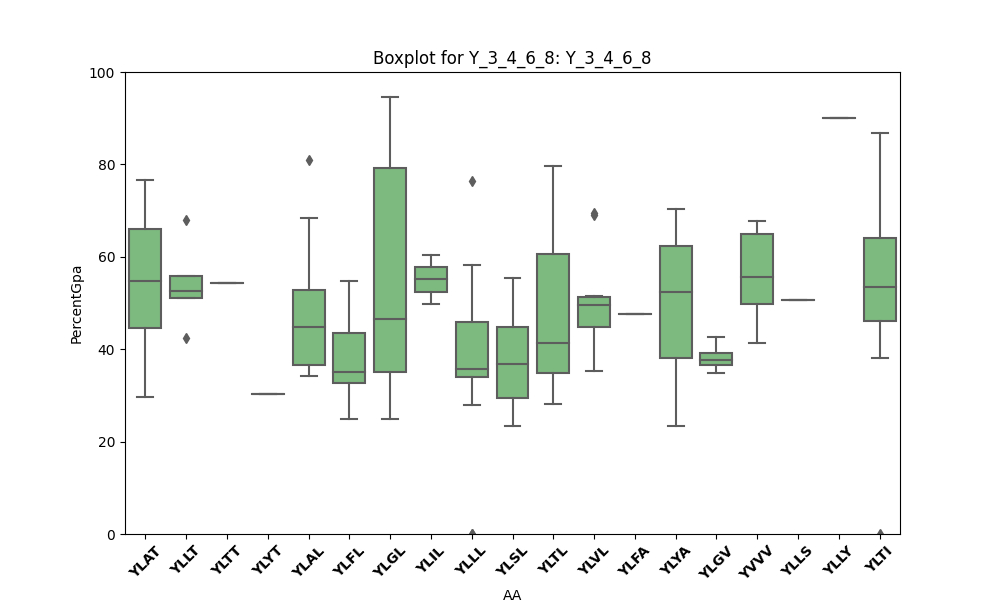 Boxplot for Y_3_4_6_8: Y_3_4_6_8
100
80
60
40
20
0
PercentGpa
YLAT YLLT YLTT YLYT YLAL YLFL YLGL YLIL YLLL YLSL YLTL YLVL YLFA YLYA YLGV YVVV YLLS YLLY YLTI
AA